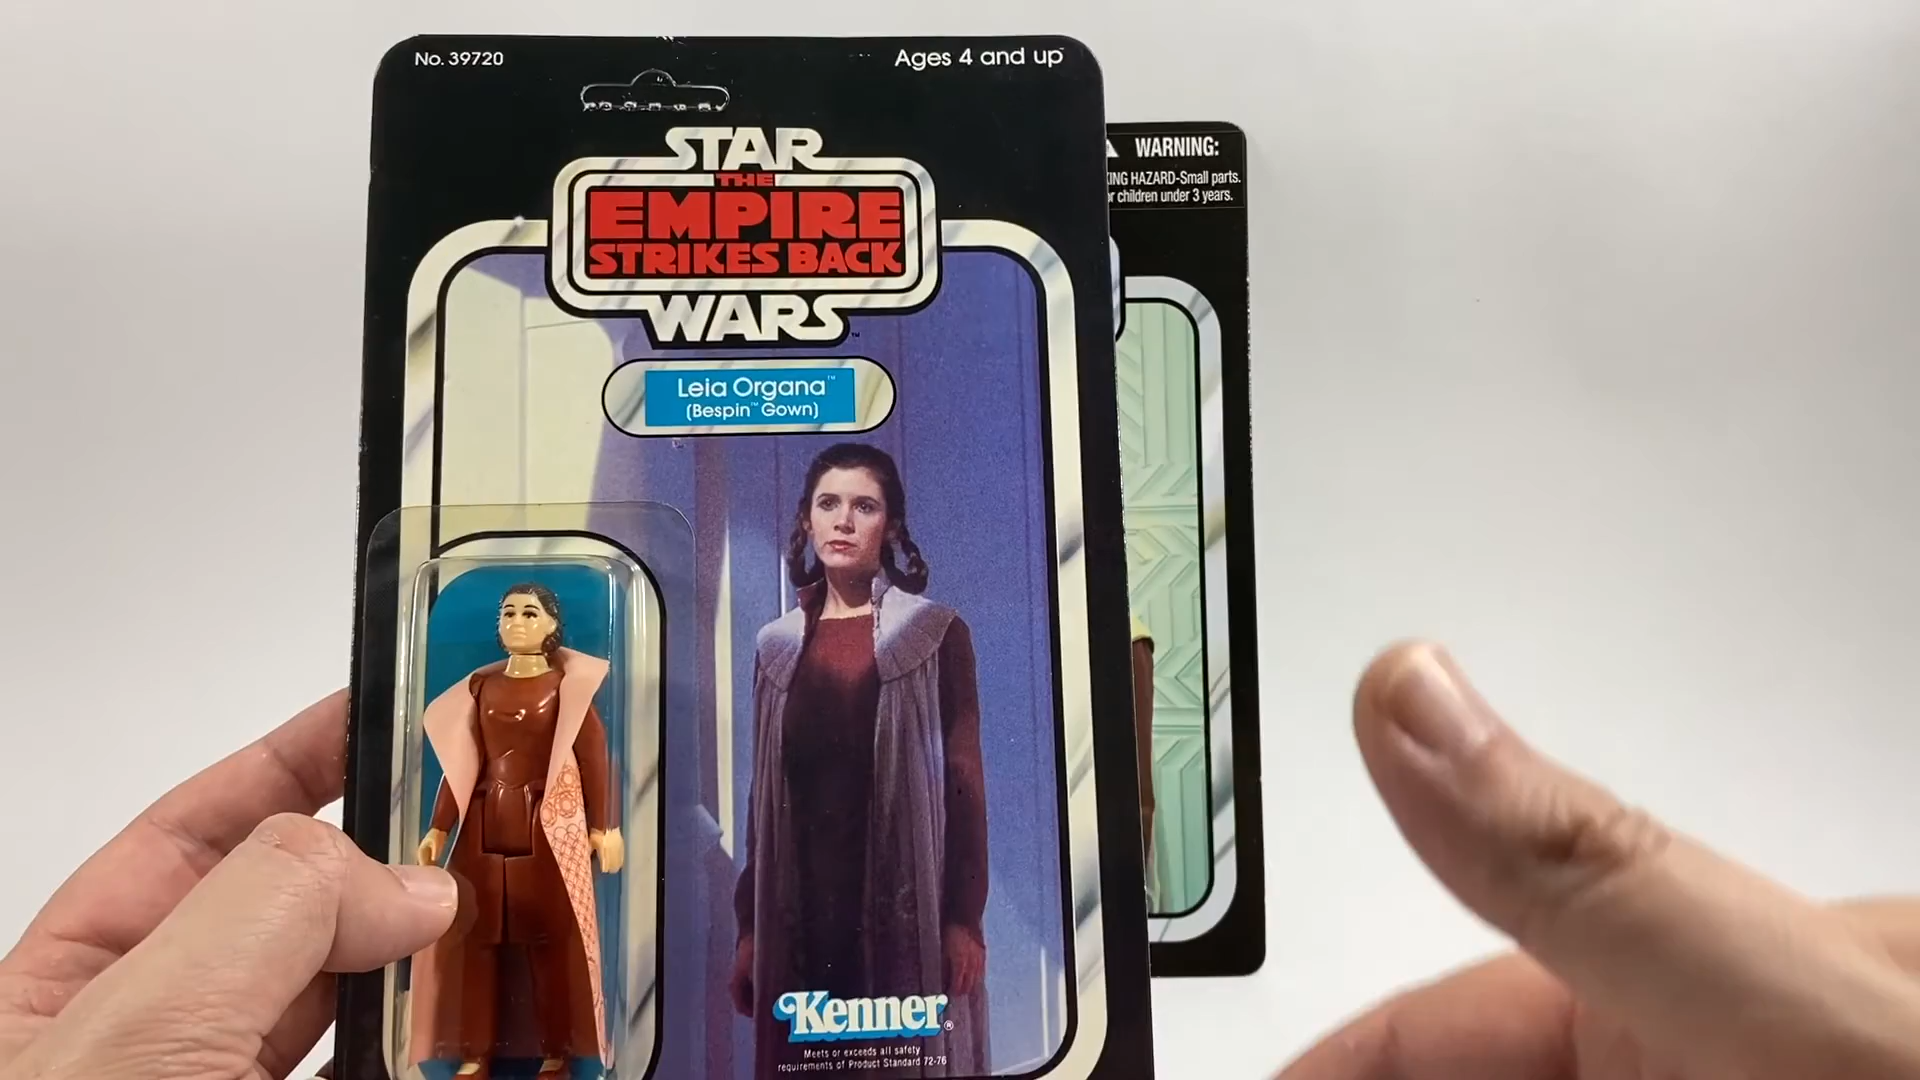 No. 39720
Ages 4 and up
STAR
THE
EMPIRE
STRIKES BACK
WARS™
Leia Organa™
(Bespin™ Gown)
Kenner®
Meets or exceeds all safety
requirements of Product Standard 72-76
WARNING:
HAZARD-Small parts.
children under 3 years.